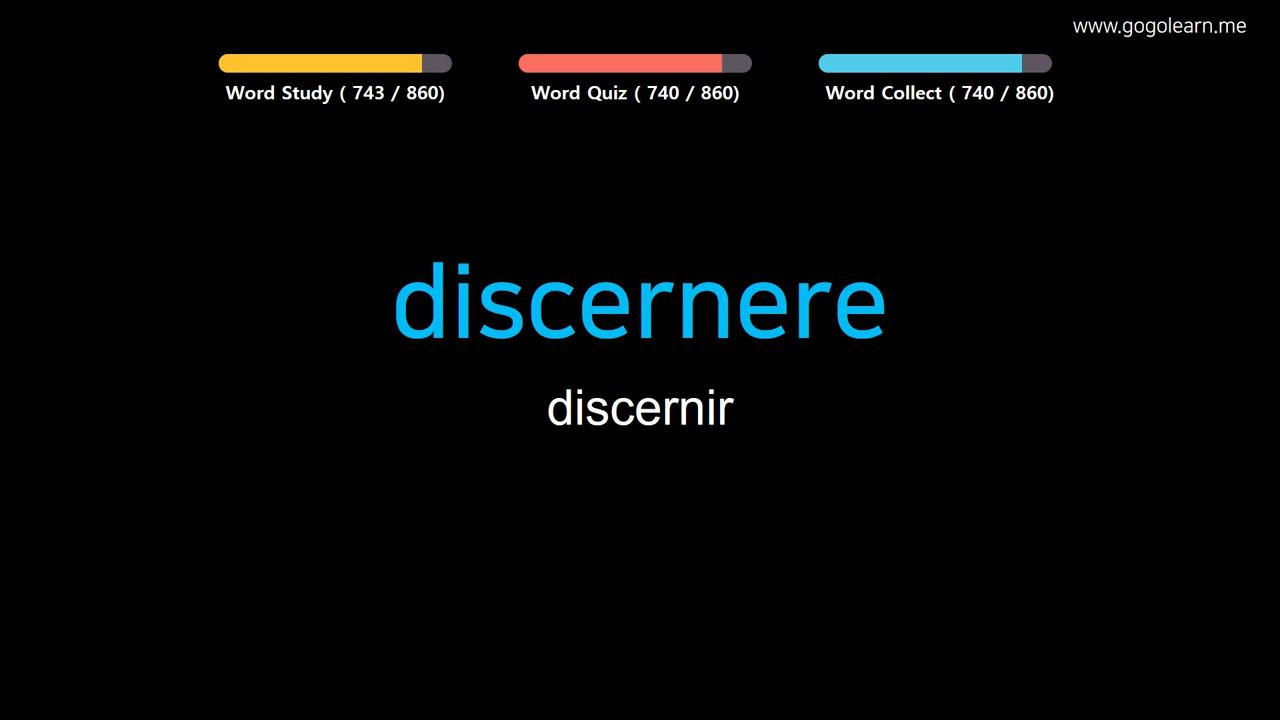 www.gogolearn.me
Word Study ( 743 / 860)
Word Quiz ( 740 / 860)
Word Collect ( 740 / 860)
discernere
discernir